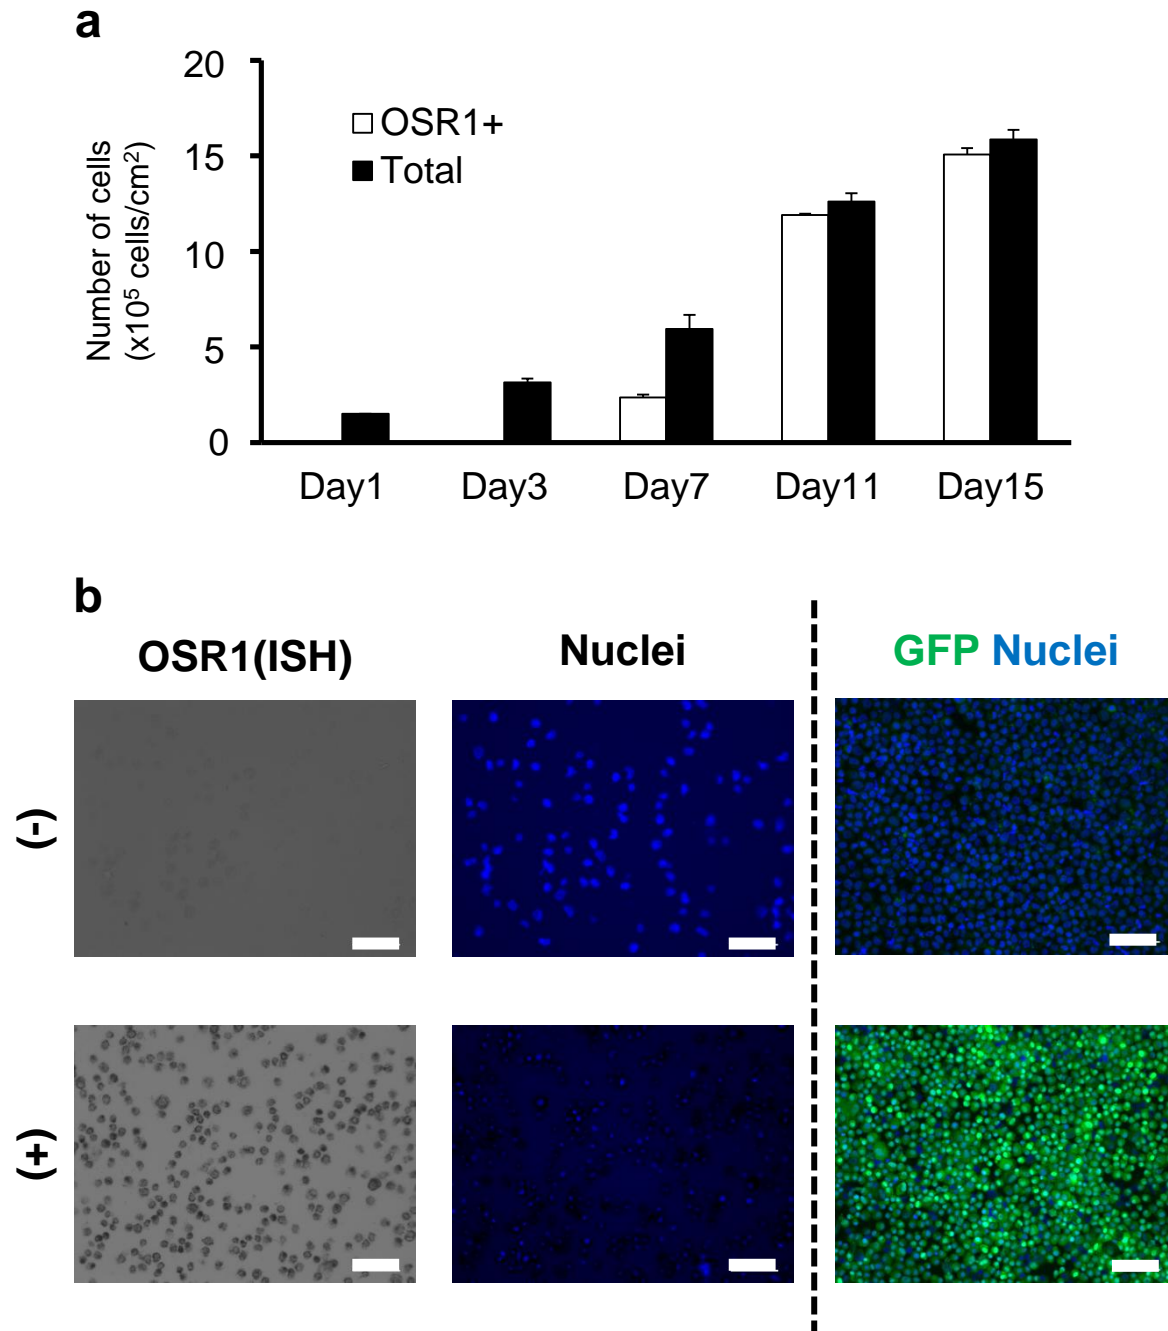 a
Number of cells
(x10⁵ cells/cm²)
20
15
10
5
0
OSR1+
Total
Day1 Day3 Day7 Day11 Day15
b
OSR1(ISH) Nuclei GFP Nuclei
(-)
(+)